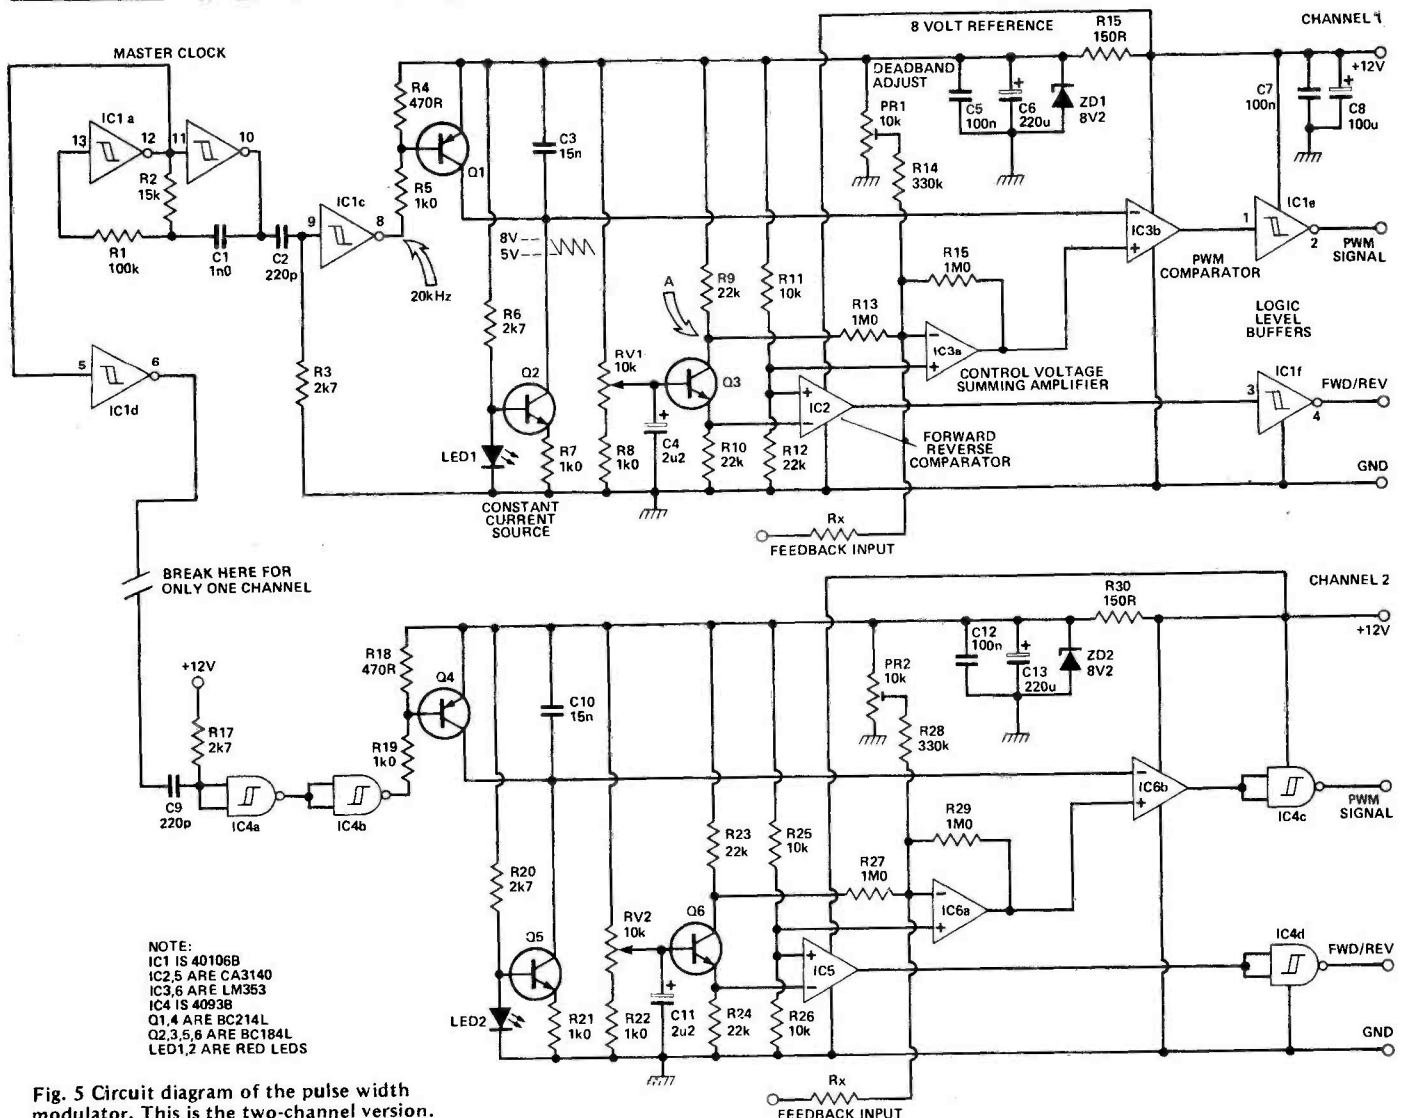 MASTER CLOCK
8 VOLT REFERENCE
R15
150R
CHANNEL 1
+12V
IC1a
13
12
11
10
R2
15k
R1
100k
C1
1n0
C2
220p
IC1c
9
8
R4
470R
R5
1k0
Q1
20kHz
C3
15n
8V
5V
DEADBAND
ADJUST
PR1
10k
C5
100n
C6
220u
+
ZD1
8V2
C7
100n
+
C8
100u
R14
330k
IC1e
1
2
PWM
SIGNAL
IC3b
−
+
PWM
COMPARATOR
R15
1M0
R13
1M0
A
R9
22k
R11
10k
IC3a
−
+
CONTROL VOLTAGE
SUMMING AMPLIFIER
LOGIC
LEVEL
BUFFERS
5
6
IC1d
R3
2k7
R6
2k7
Q2
RV1
10k
Q3
+
C4
2u2
IC2
+
−
IC1f
3
4
FWD/REV
FORWARD
REVERSE
COMPARATOR
LED1
R7
1k0
R8
1k0
R10
22k
R12
22k
GND
CONSTANT
CURRENT
SOURCE
Rx
FEEDBACK INPUT
BREAK HERE FOR
ONLY ONE CHANNEL
R30
150R
CHANNEL 2
+12V
+12V
R17
2k7
C9
220p
IC4a
IC4b
R18
470R
R19
1k0
Q4
C10
15n
PR2
10k
C12
100n
+
C13
220u
ZD2
8V2
R28
330k
IC6b
−
+
IC4c
PWM
SIGNAL
R29
1M0
R27
1M0
R23
22k
R25
10k
IC6a
−
+
R20
2k7
Q5
RV2
10k
Q6
+
C11
2u2
IC5
+
−
IC4d
FWD/REV
LED2
R21
1k0
R22
1k0
R24
22k
R26
10k
GND
Rx
FEEDBACK INPUT
NOTE:
IC1 IS 40106B
IC2,5 ARE CA3140
IC3,6 ARE LM353
IC4 IS 4093B
Q1,4 ARE BC214L
Q2,3,5,6 ARE BC184L
LED1,2 ARE RED LEDS
Fig. 5 Circuit diagram of the pulse width
modulator. This is the two-channel version.